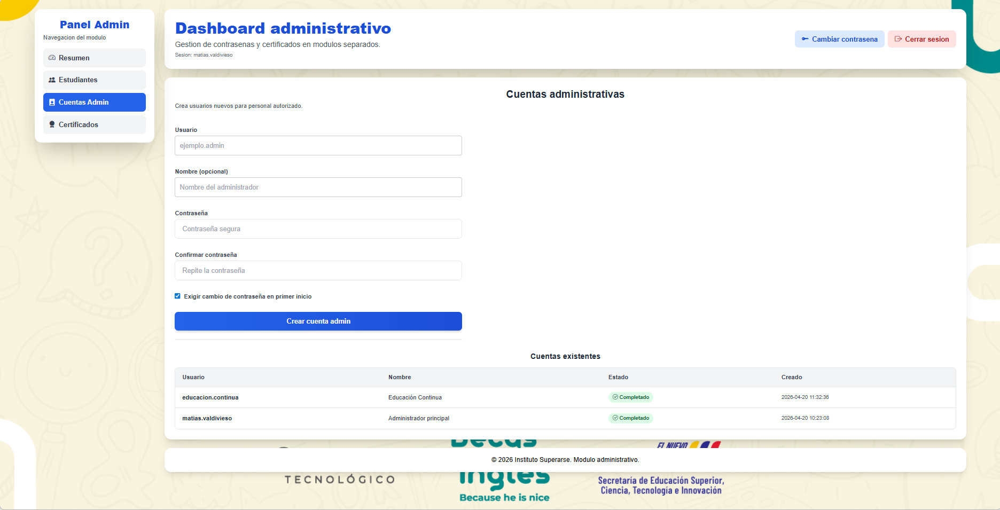 Panel Admin
Navegacion del modulo
Resumen
Estudiantes
Cuentas Admin
Certificados
Dashboard administrativo
Gestion de contrasenas y certificados en modulos separados.
Sesion: matias.valdivieso
Cambiar contrasena
Cerrar sesion
Cuentas administrativas
Crea usuarios nuevos para personal autorizado.
Usuario
ejemplo.admin
Nombre (opcional)
Nombre del administrador
Contraseña
Contraseña segura
Confirmar contraseña
Repite la contraseña
Exigir cambio de contraseña en primer inicio
Crear cuenta admin
Cuentas existentes
Usuario Nombre Estado Creado
educacion.continua Educación Continua Completado 2026-04-20 11:32:36
matias.valdivieso Administrador principal Completado 2026-04-20 10:23:08
Becas
EL NUEVO
© 2026 Instituto Superarse. Modulo administrativo.
TECNOLÓGICO
Inglés
Because he is nice
Secretaría de Educación Superior,
Ciencia, Tecnología e Innovación